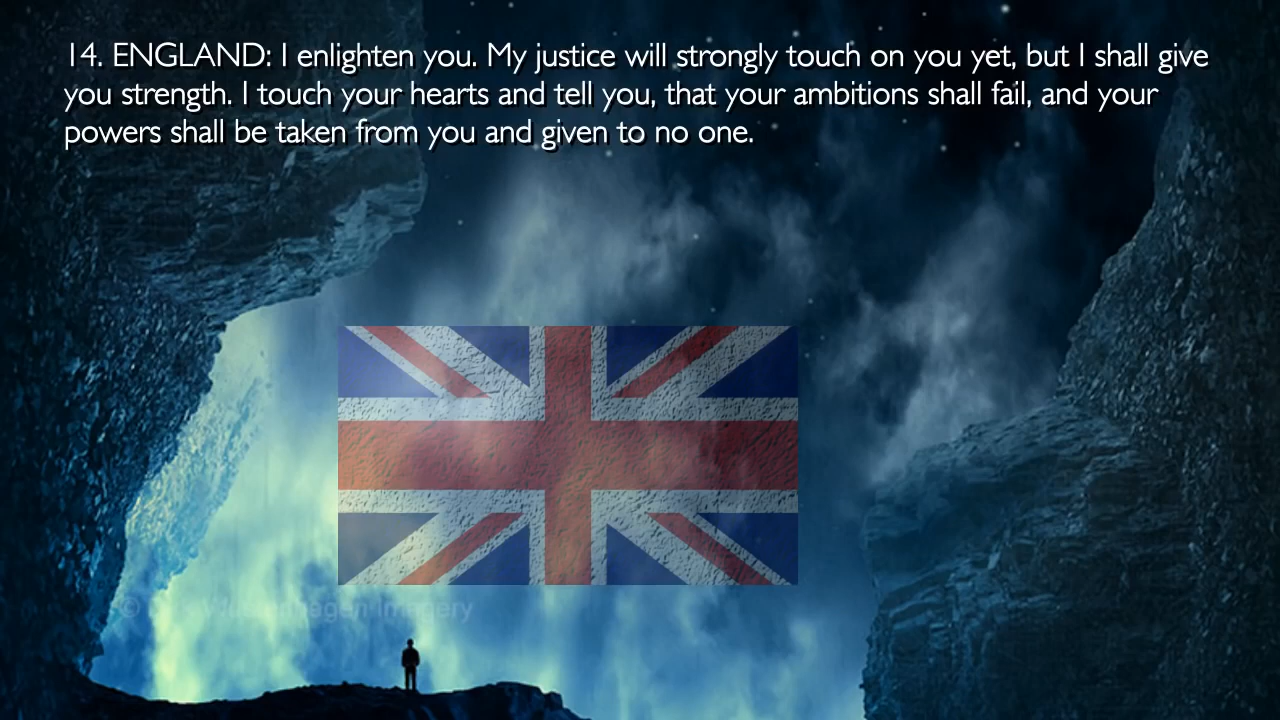 14. ENGLAND: I enlighten you. My justice will strongly touch on you yet, but I shall give
you strength. I touch your hearts and tell you, that your ambitions shall fail, and your
powers shall be taken from you and given to no one.
Imagery